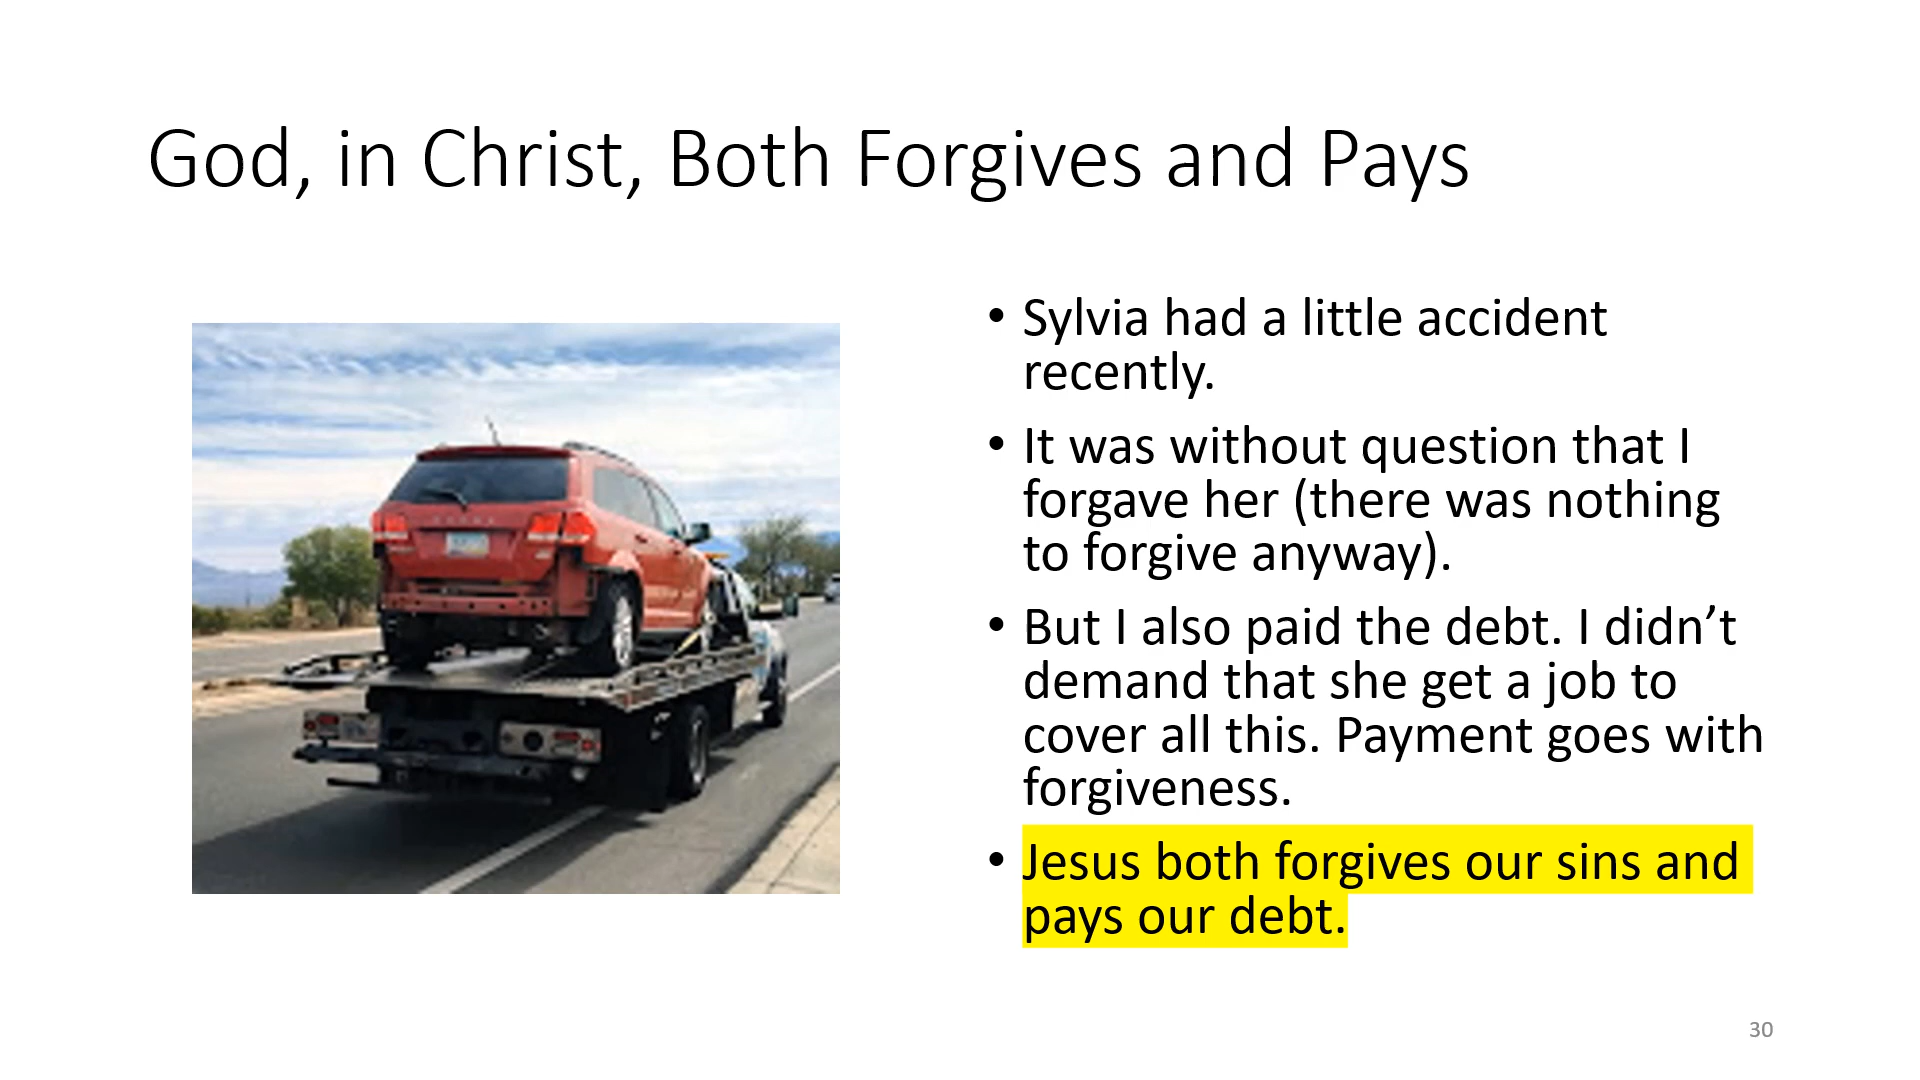 God, in Christ, Both Forgives and Pays
• Sylvia had a little accident
recently.
• It was without question that I
forgave her (there was nothing
to forgive anyway).
• But I also paid the debt. I didn’t
demand that she get a job to
cover all this. Payment goes with
forgiveness.
• Jesus both forgives our sins and
pays our debt.
30